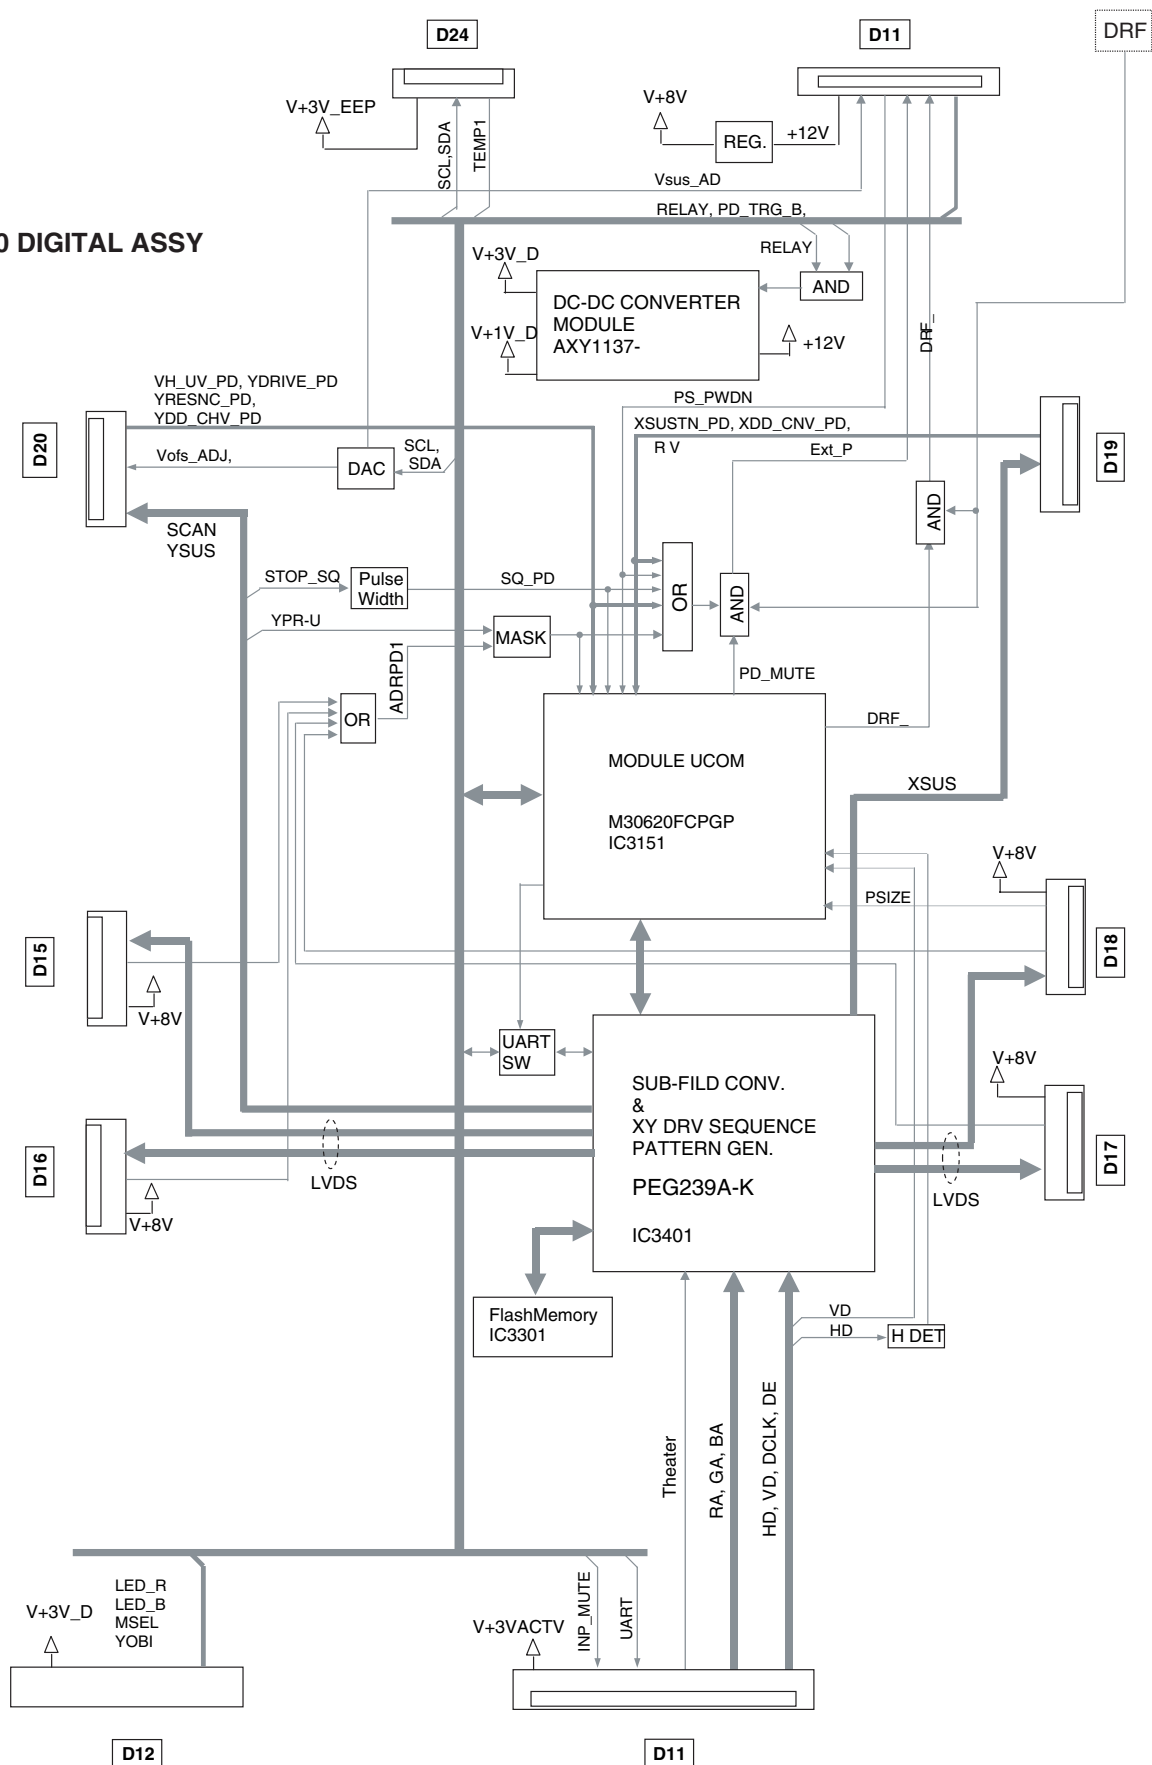 D24
D11
DRF
V+3V_EEP
SCL,SDA
TEMP1
V+8V
REG.
+12V
Vsus_AD
RELAY, PD_TRG_B,
0 DIGITAL ASSY
V+3V_D
RELAY
AND
DC-DC CONVERTER
MODULE
AXY1137-
V+1V_D
+12V
DRF_
VH_UV_PD, YDRIVE_PD
YRESNC_PD,
YDD_CHV_PD
PS_PWDN
XSUSTN_PD, XDD_CNV_PD,
R V
Ext_P
D20
Vofs_ADJ,
DAC
SCL,
SDA
D19
SCAN
YSUS
AND
STOP_SQ
Pulse
Width
SQ_PD
OR
AND
YPR-U
MASK
ADRPD1
OR
PD_MUTE
DRF_
MODULE UCOM
M30620FCPGP
IC3151
XSUS
V+8V
PSIZE
D15
V+8V
D18
UART
SW
SUB-FILD CONV.
&
XY DRV SEQUENCE
PATTERN GEN.
PEG239A-K
IC3401
V+8V
D16
V+8V
LVDS
D17
LVDS
FlashMemory
IC3301
VD
HD
H DET
Theater
RA, GA, BA
HD, VD, DCLK, DE
LED_R
LED_B
MSEL
YOBI
V+3V_D
V+3VACTV
INP_MUTE
UART
D12
D11